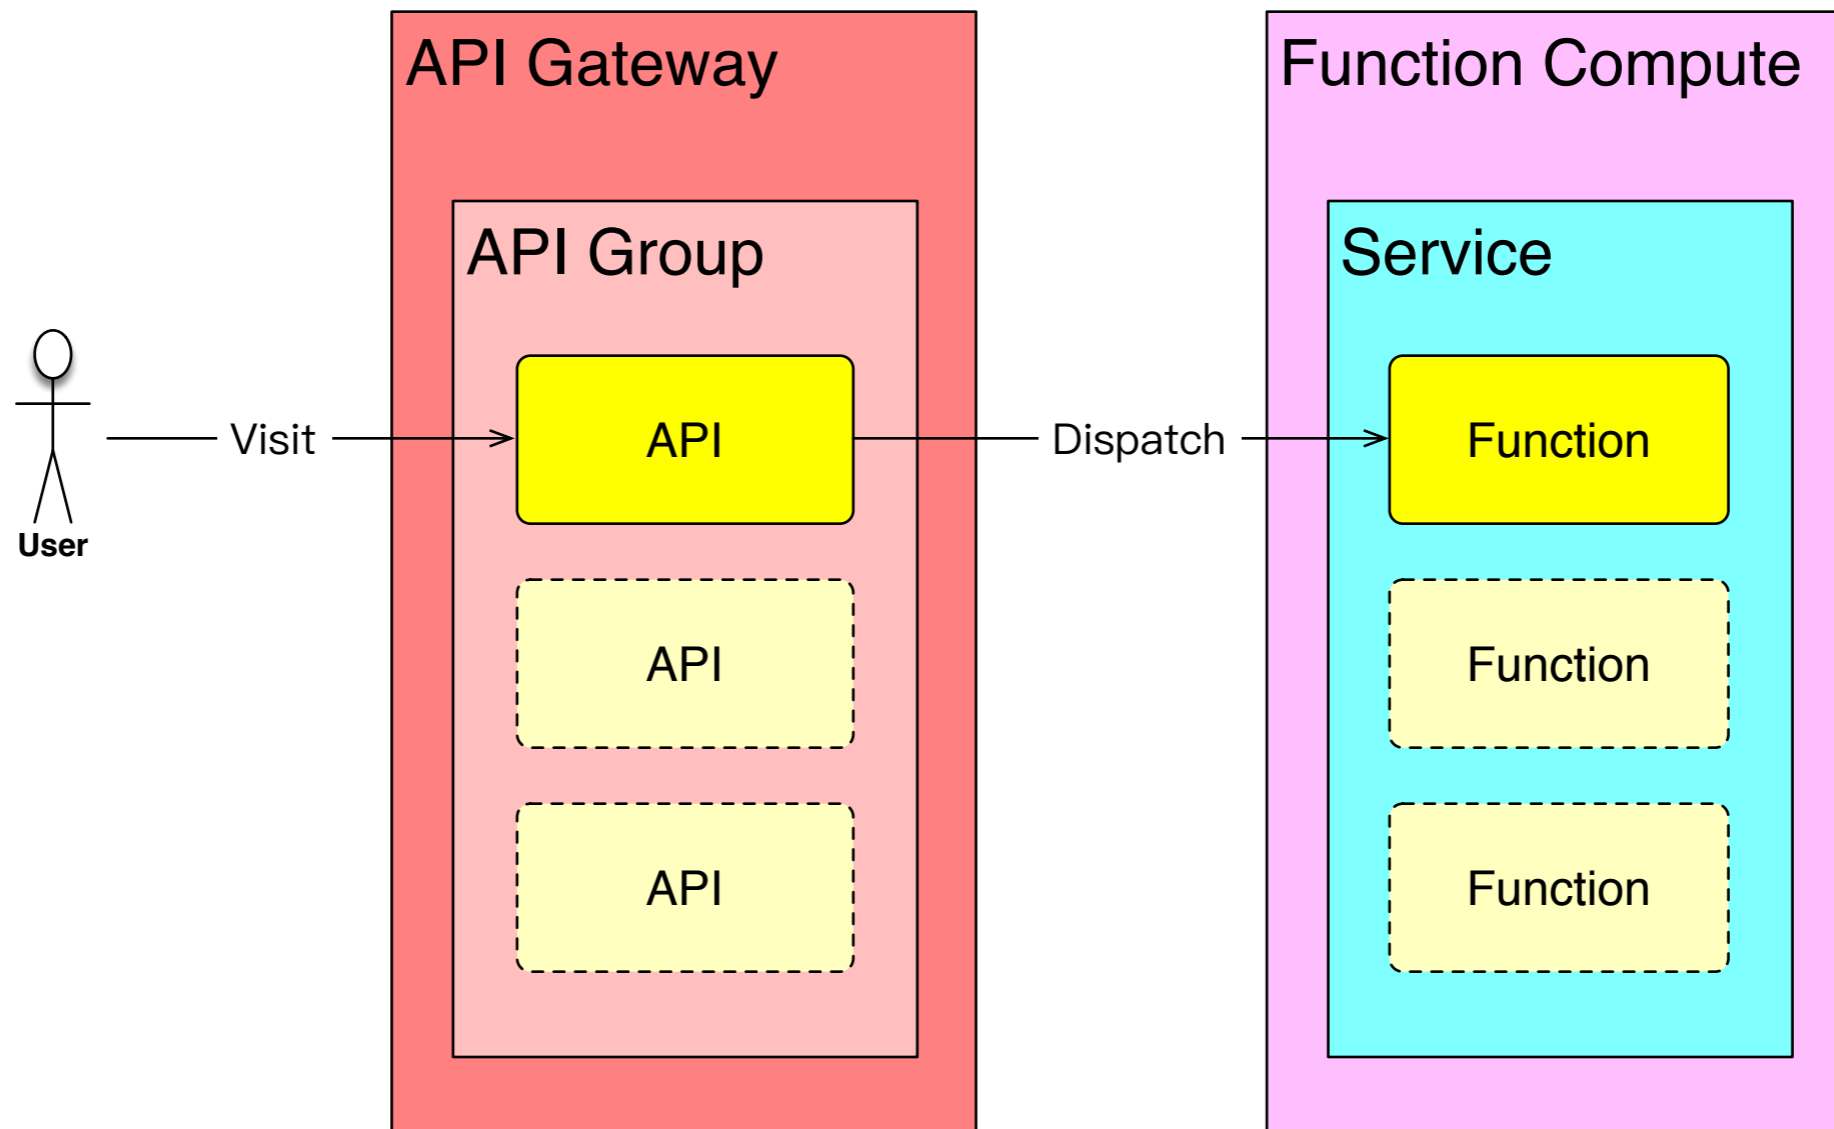 API Gateway
Function Compute
API Group
Service
User
Visit
API
Dispatch
Function
API
Function
API
Function